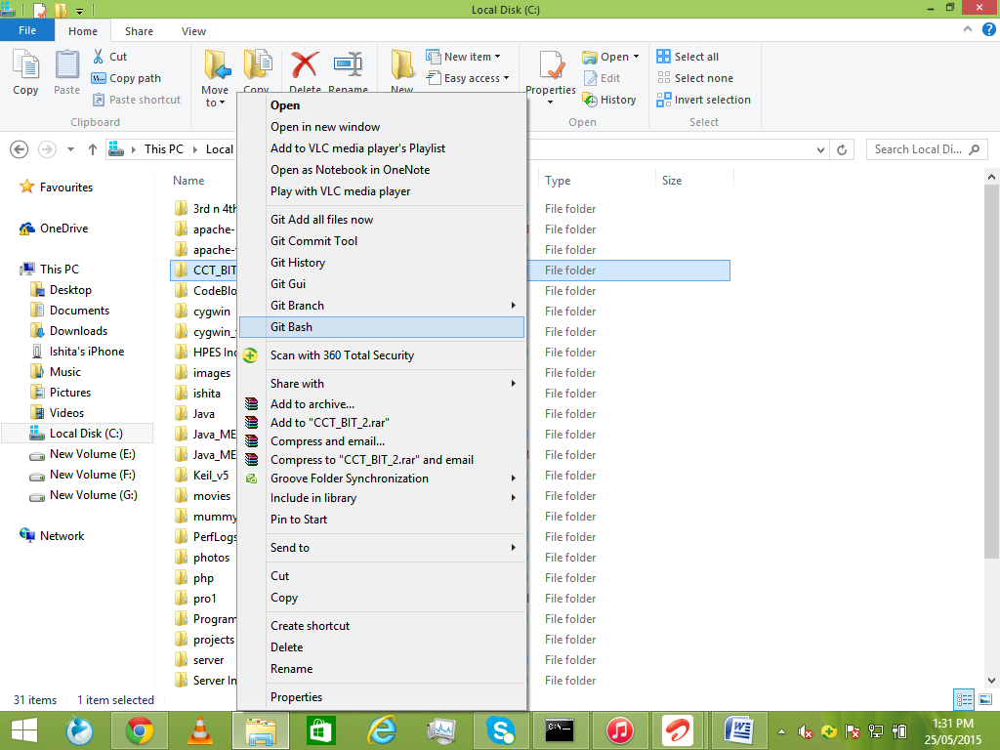 Local Disk (C:)
File Home Share View
Copy
Paste
Cut
Copy path
Paste shortcut
Clipboard
Move
to
Copy
Delete
Rename
New
New item
Easy access
Properties
Open
Edit
History
Open
Select all
Select none
Invert selection
Select
This PC Local
Search Local Di...
Favourites
OneDrive
This PC
Desktop
Documents
Downloads
Ishita's iPhone
Music
Pictures
Videos
Local Disk (C:)
New Volume (E:)
New Volume (F:)
New Volume (G:)
Network
Name Type Size
3rd n 4th File folder
apache- File folder
apache- File folder
CCT_BIT File folder
CodeBlo File folder
cygwin File folder
cygwin_ File folder
HPES Inc File folder
images File folder
ishita File folder
Java File folder
Java_ME File folder
Java_ME File folder
Keil_v5 File folder
movies File folder
mummy File folder
PerfLogs File folder
photos File folder
php File folder
pro1 File folder
Program File folder
projects File folder
server File folder
Server In File folder
Open
Open in new window
Add to VLC media player's Playlist
Open as Notebook in OneNote
Play with VLC media player
Git Add all files now
Git Commit Tool
Git History
Git Gui
Git Branch
Git Bash
Scan with 360 Total Security
Share with
Add to archive...
Add to "CCT_BIT_2.rar"
Compress and email...
Compress to "CCT_BIT_2.rar" and email
Groove Folder Synchronization
Include in library
Pin to Start
Send to
Cut
Copy
Create shortcut
Delete
Rename
Properties
31 items 1 item selected
1:31 PM
25/05/2015